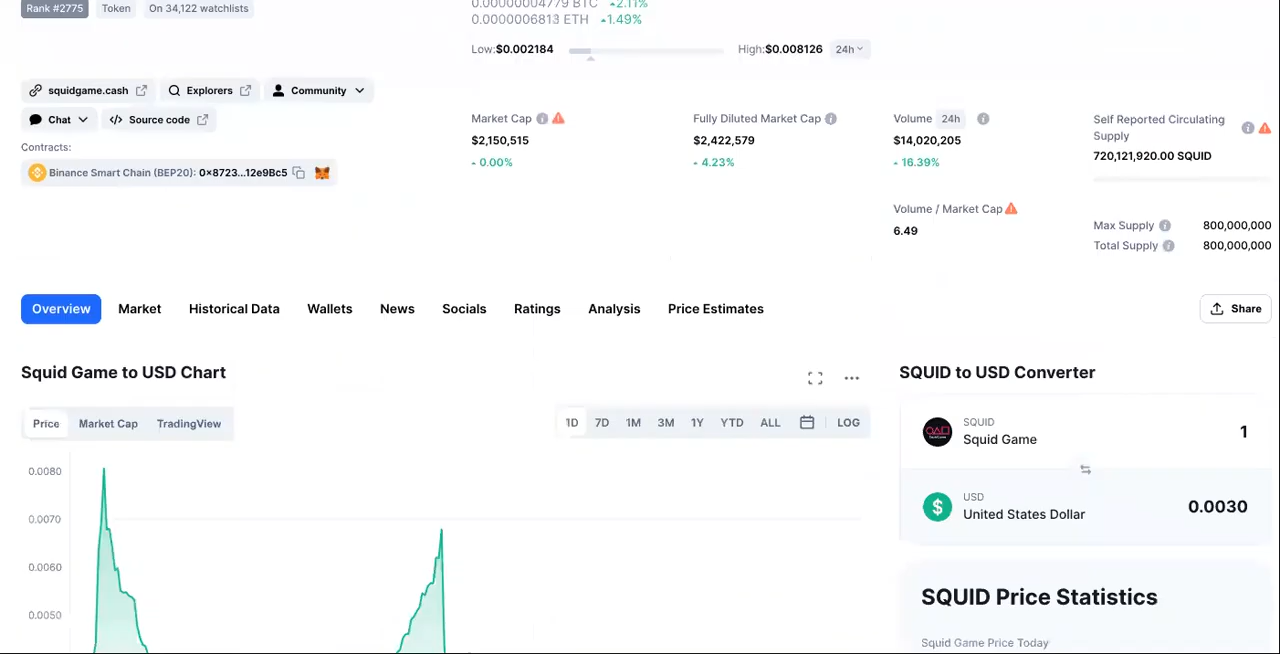 Rank #2775 Token On 34,122 watchlists
0.00000004779 BTC 2.11%
0.0000006813 ETH 1.49%
Low:$0.002184 High:$0.008126 24h
squidgame.cash Explorers Community
Chat Source code
Contracts:
Binance Smart Chain (BEP20): 0x8723...12e9Bc5
Market Cap
$2,150,515
0.00%
Fully Diluted Market Cap
$2,422,579
4.23%
Volume 24h
$14,020,205
16.39%
Volume / Market Cap
6.49
Self Reported Circulating
Supply
720,121,920.00 SQUID
Max Supply 800,000,000
Total Supply 800,000,000
Overview Market Historical Data Wallets News Socials Ratings Analysis Price Estimates Share
Squid Game to USD Chart
Price Market Cap TradingView 1D 7D 1M 3M 1Y YTD ALL LOG
0.0080
0.0070
0.0060
0.0050
SQUID to USD Converter
SQUID
Squid Game 1
USD
United States Dollar 0.0030
SQUID Price Statistics
Squid Game Price Today